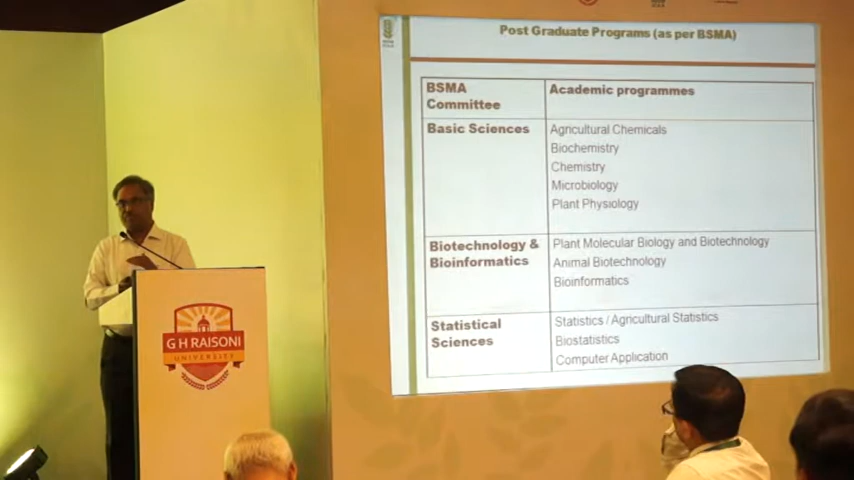 Post Graduate Programs (as per BSMA)
BSMA Committee
Academic programmes
Basic Sciences
Agricultural Chemicals
Biochemistry
Chemistry
Microbiology
Plant Physiology
Biotechnology &
Bioinformatics
Plant Molecular Biology and Biotechnology
Animal Biotechnology
Bioinformatics
Statistical
Sciences
Statistics / Agricultural Statistics
Biostatistics
Computer Application
G H RAISONI
UNIVERSITY